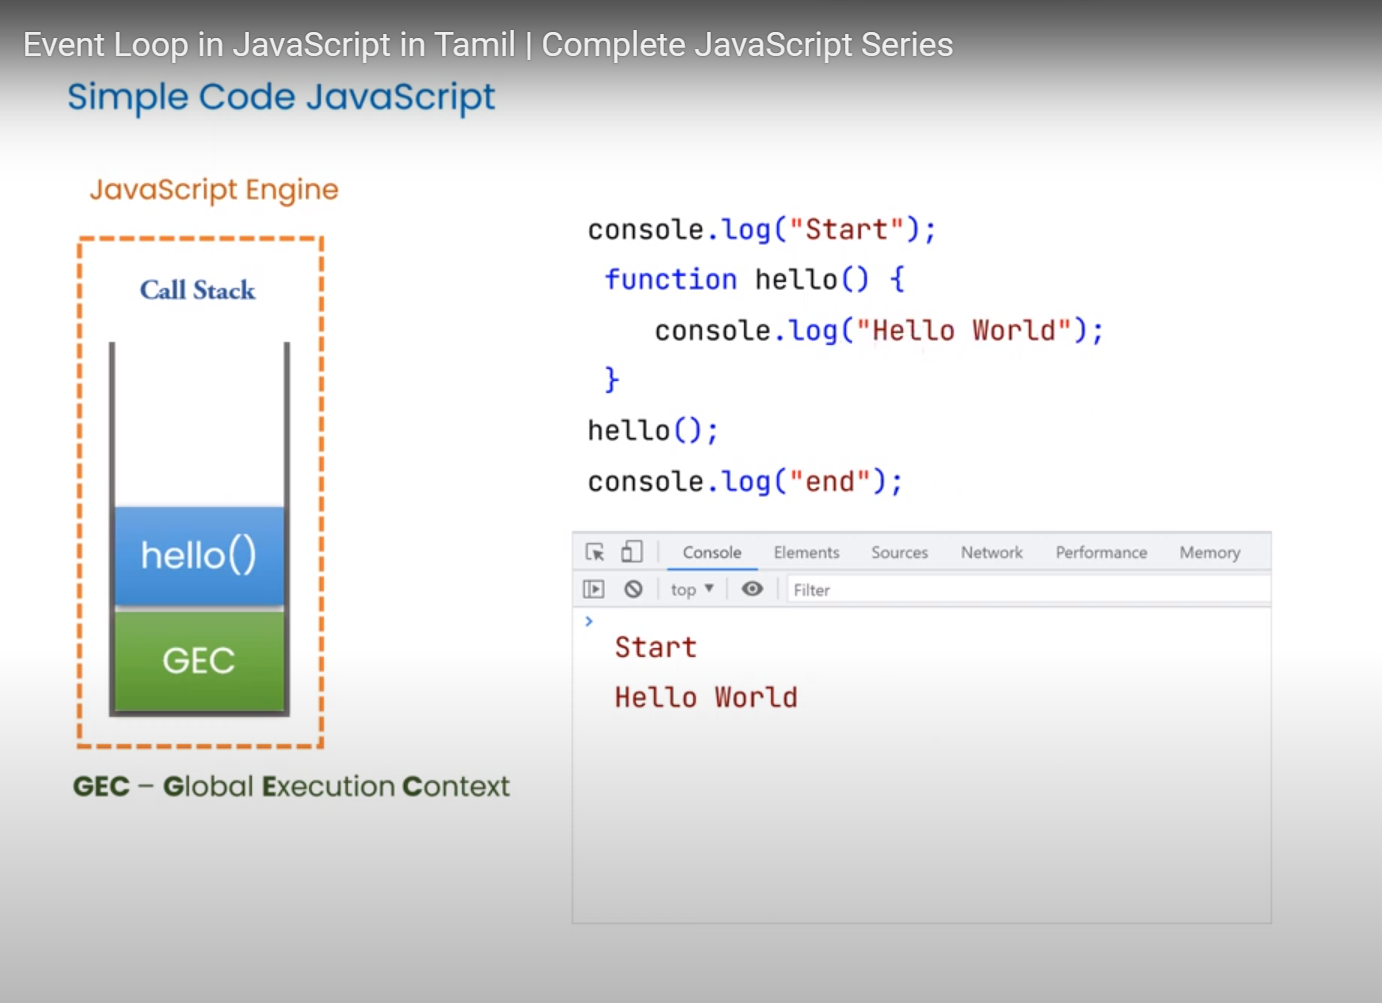 Event Loop in JavaScript in Tamil | Complete JavaScript Series
Simple Code JavaScript
JavaScript Engine
Call Stack
hello()
GEC
GEC – Global Execution Context
console.log("Start");
function hello() {
console.log("Hello World");
}
hello();
console.log("end");
Console Elements Sources Network Performance Memory
top Filter
Start
Hello World